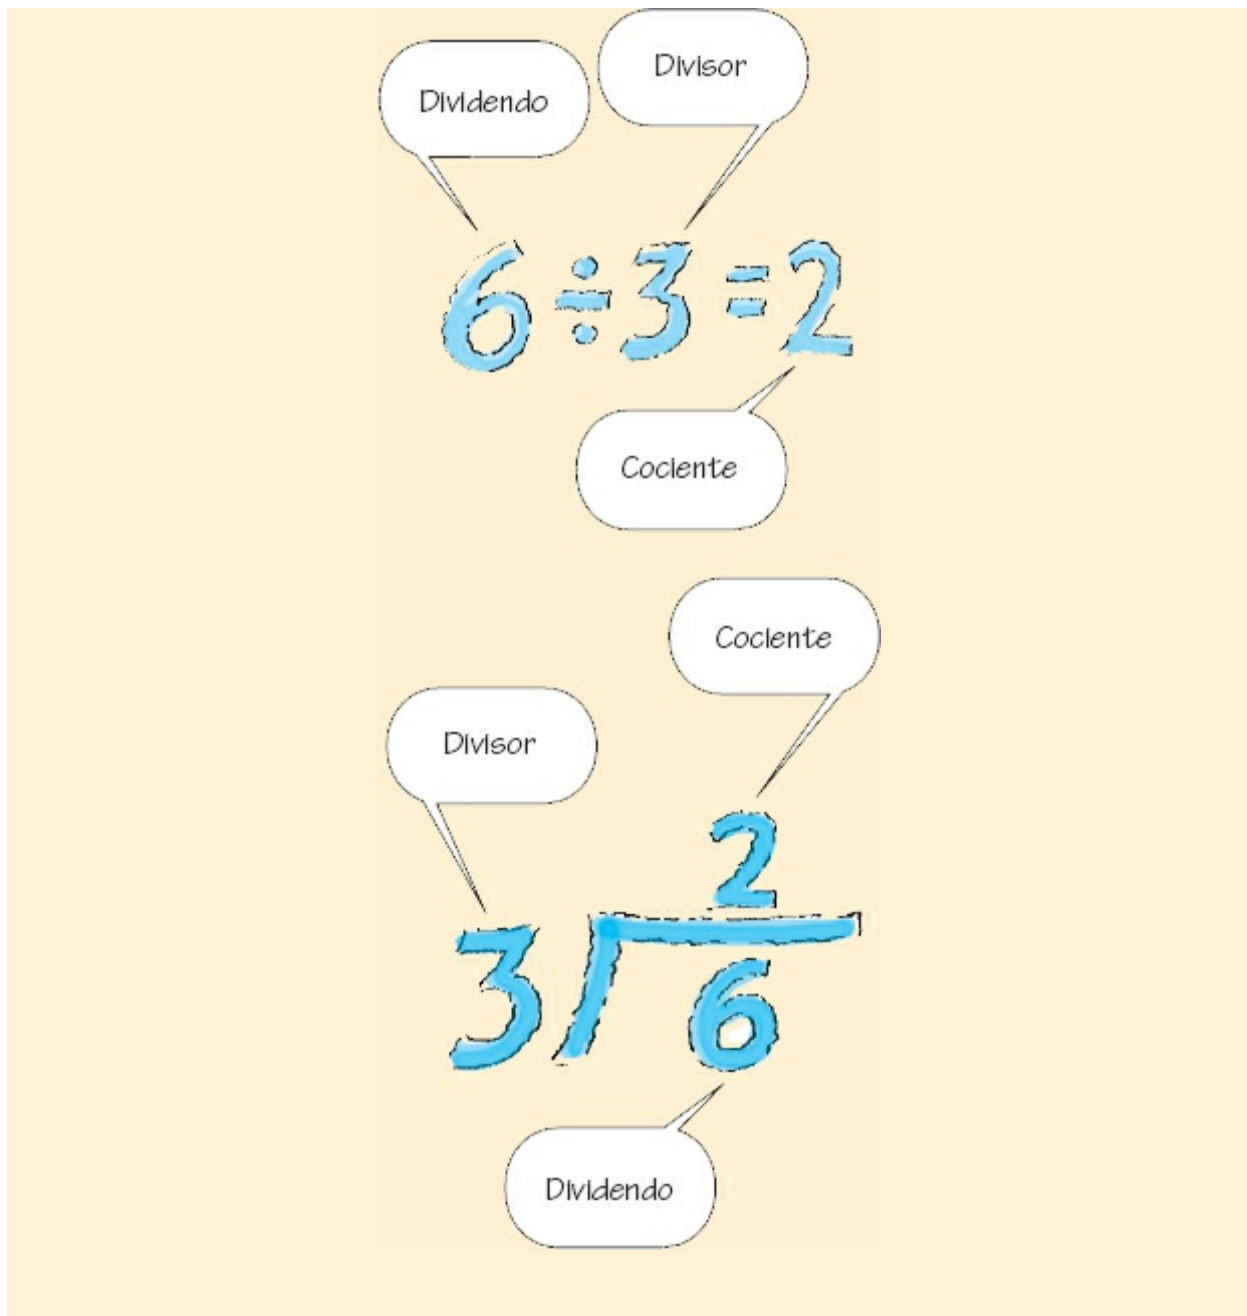 Divisor
Dividendo
6 ÷ 3 = 2
Cociente
Cociente
Divisor
2
3 6
Dividendo